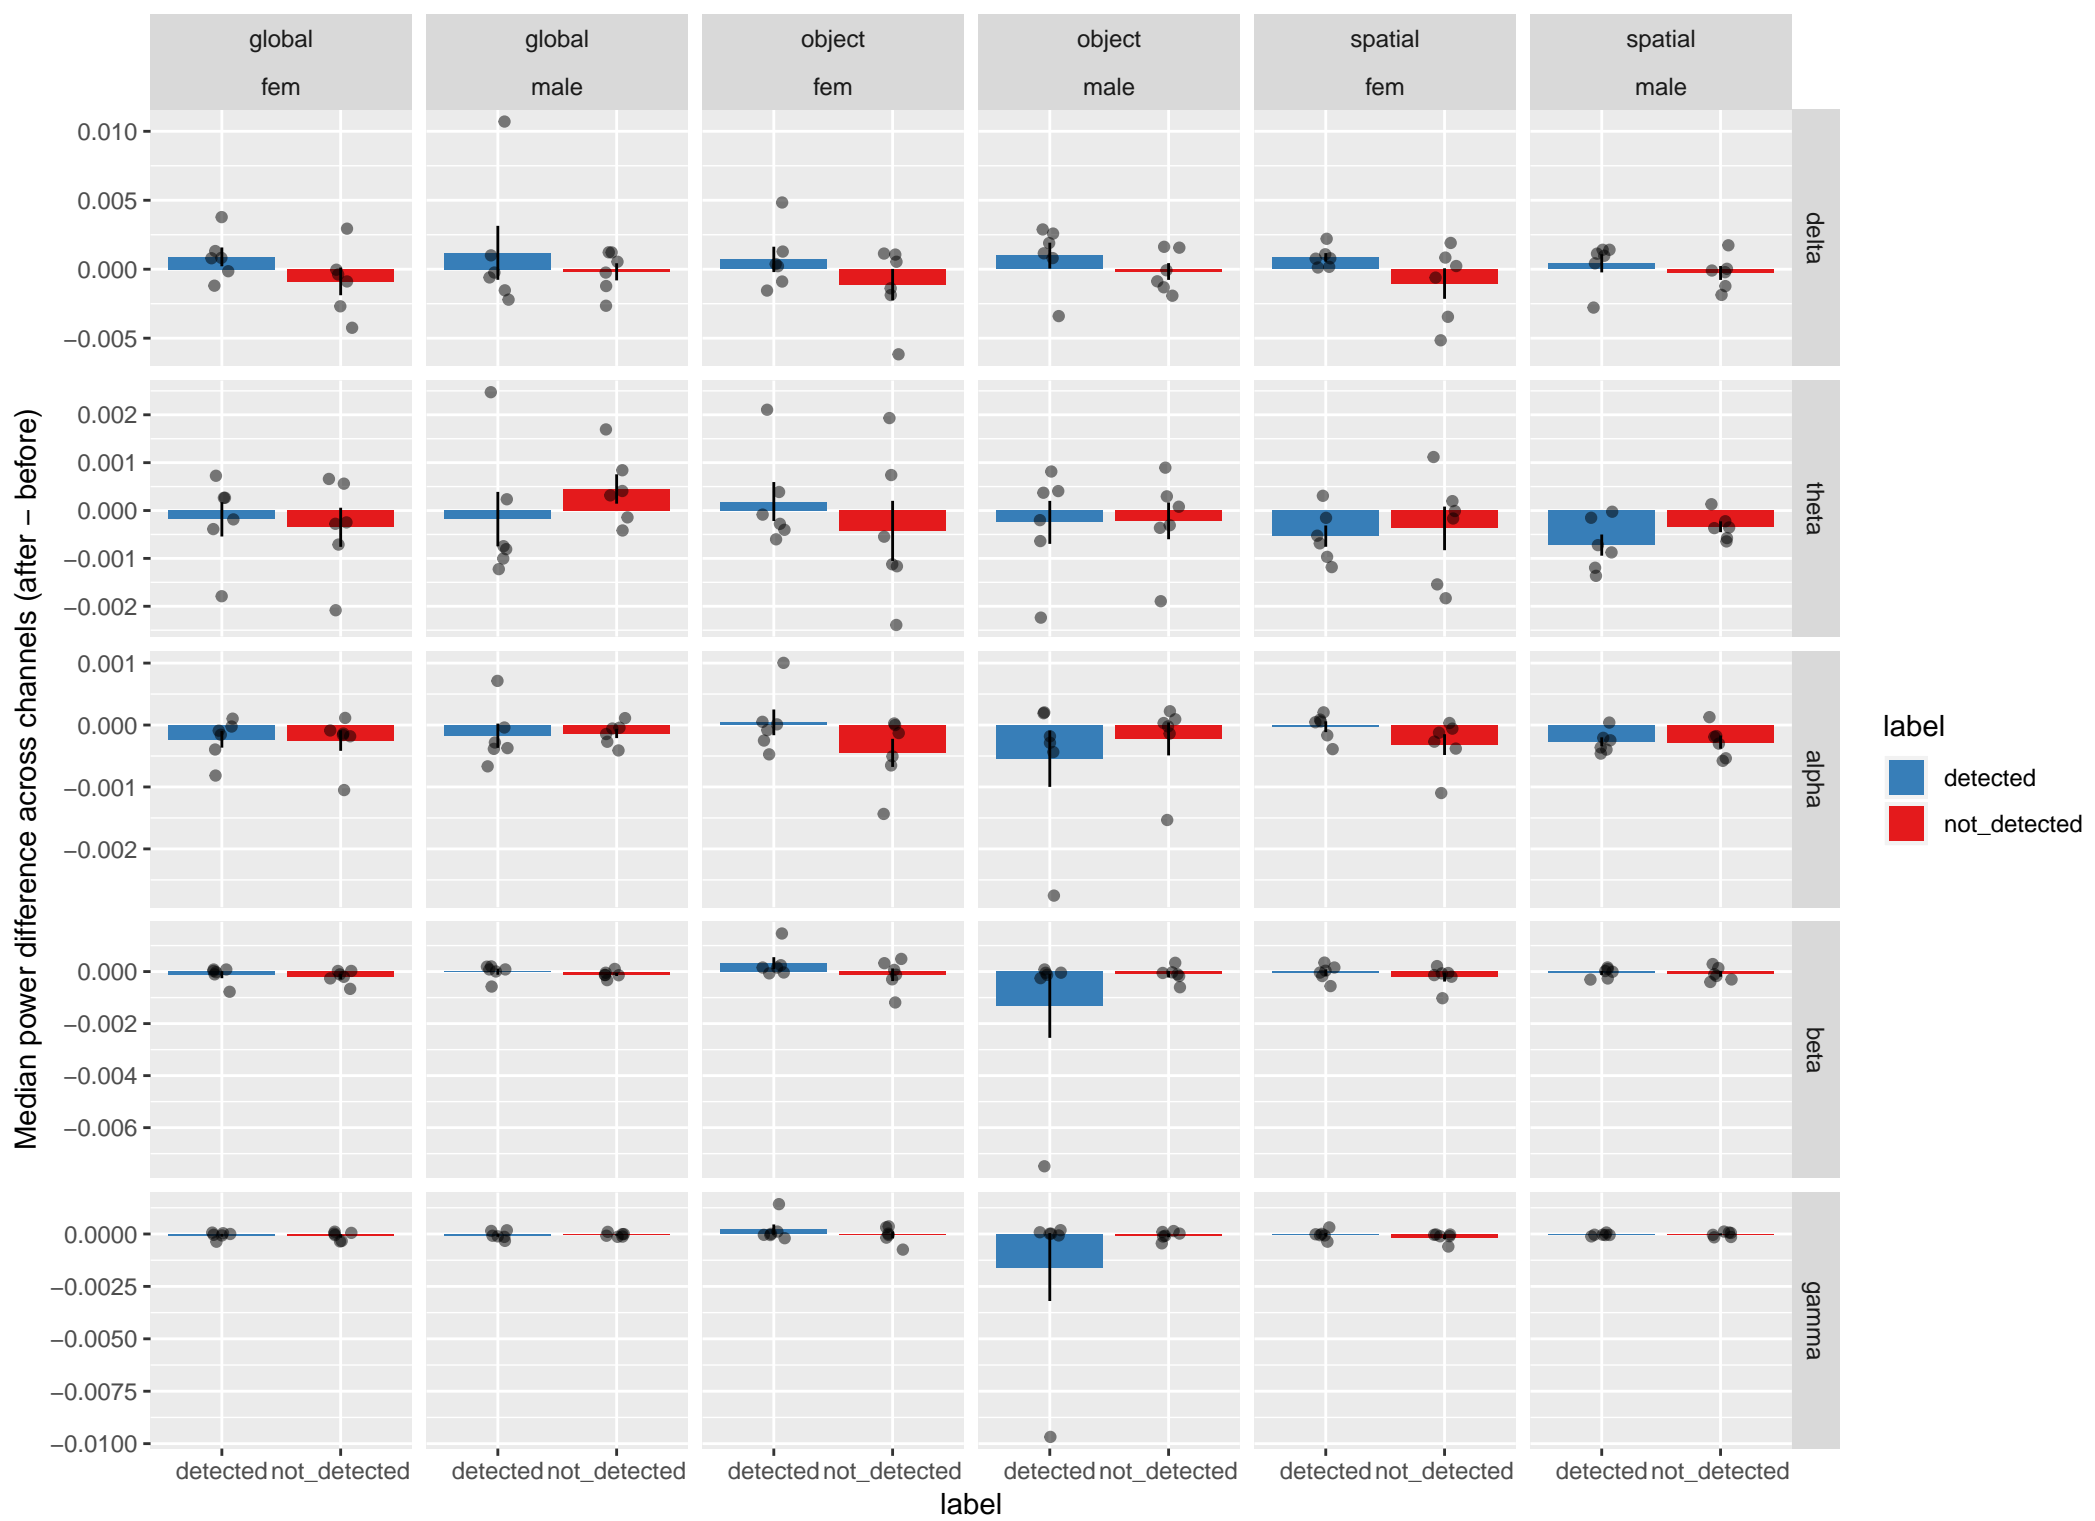 global global object object spatial spatial
fem male fem male fem male
0.010
0.005
0.000
−0.005
delta
0.002
0.001
0.000
−0.001
−0.002
theta
0.001
0.000
−0.001
−0.002
alpha
0.000
−0.002
−0.004
−0.006
beta
0.0000
−0.0025
−0.0050
−0.0075
−0.0100
gamma
Median power difference across channels (after − before)
detected not_detected detected not_detected detected not_detected detected not_detected detected not_detected detected not_detected
label
label
detected
not_detected